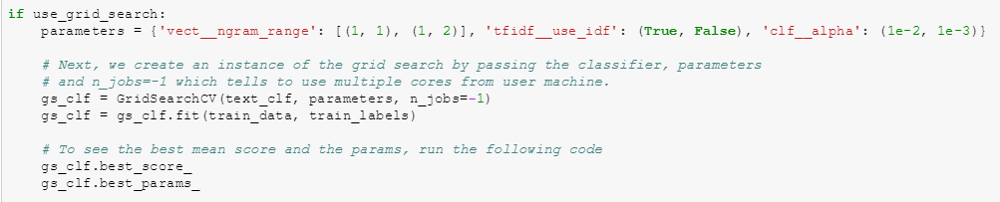 if use_grid_search:
    parameters = {'vect__ngram_range': [(1, 1), (1, 2)], 'tfidf__use_idf': (True, False), 'clf__alpha': (1e-2, 1e-3)}

    # Next, we create an instance of the grid search by passing the classifier, parameters
    # and n_jobs=-1 which tells to use multiple cores from user machine.
    gs_clf = GridSearchCV(text_clf, parameters, n_jobs=-1)
    gs_clf = gs_clf.fit(train_data, train_labels)

    # To see the best mean score and the params, run the following code
    gs_clf.best_score_
    gs_clf.best_params_